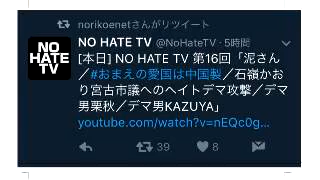 norikoenetさんがリツイート
NO HATE TV
NO HATE TV @NoHateTV · 5時間
[本日] NO HATE TV 第16回「泥さん
／#おまえの愛国は中国製／石嶺かお
り宮古市議へのヘイトデマ攻撃／デマ
男栗秋／デマ男KAZUYA」
youtube.com/watch?v=nEQc0g...
39
8